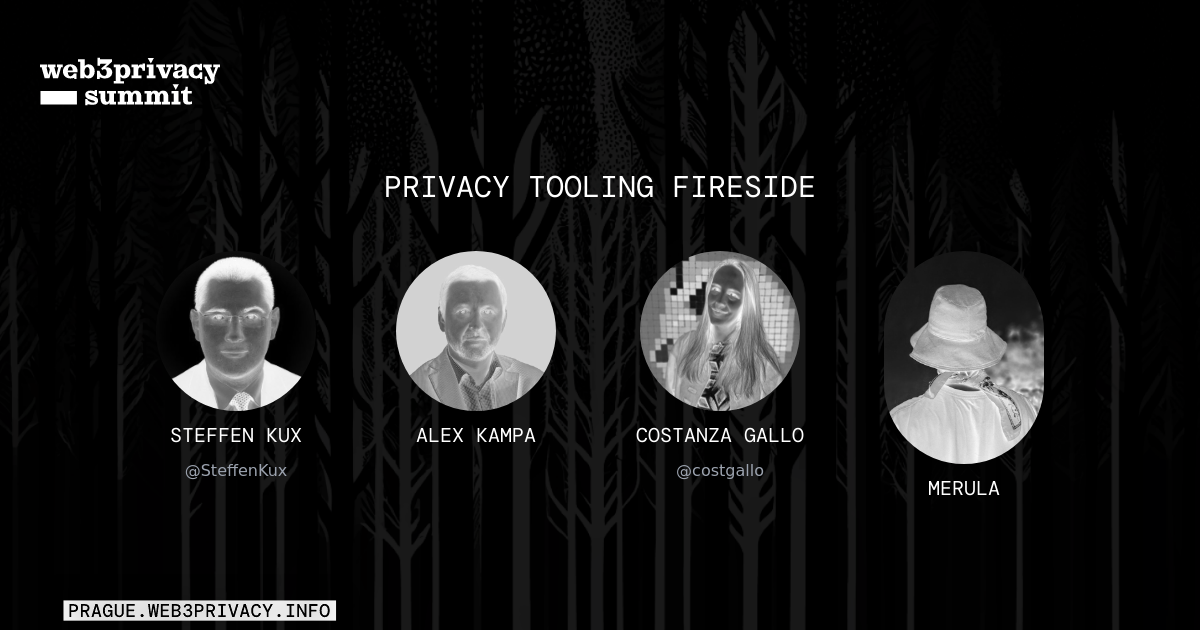 web3privacy
summit
PRIVACY TOOLING FIRESIDE
STEFFEN KUX
@SteffenKux
ALEX KAMPA
COSTANZA GALLO
@costgallo
MERULA
PRAGUE.WEB3PRIVACY.INFO